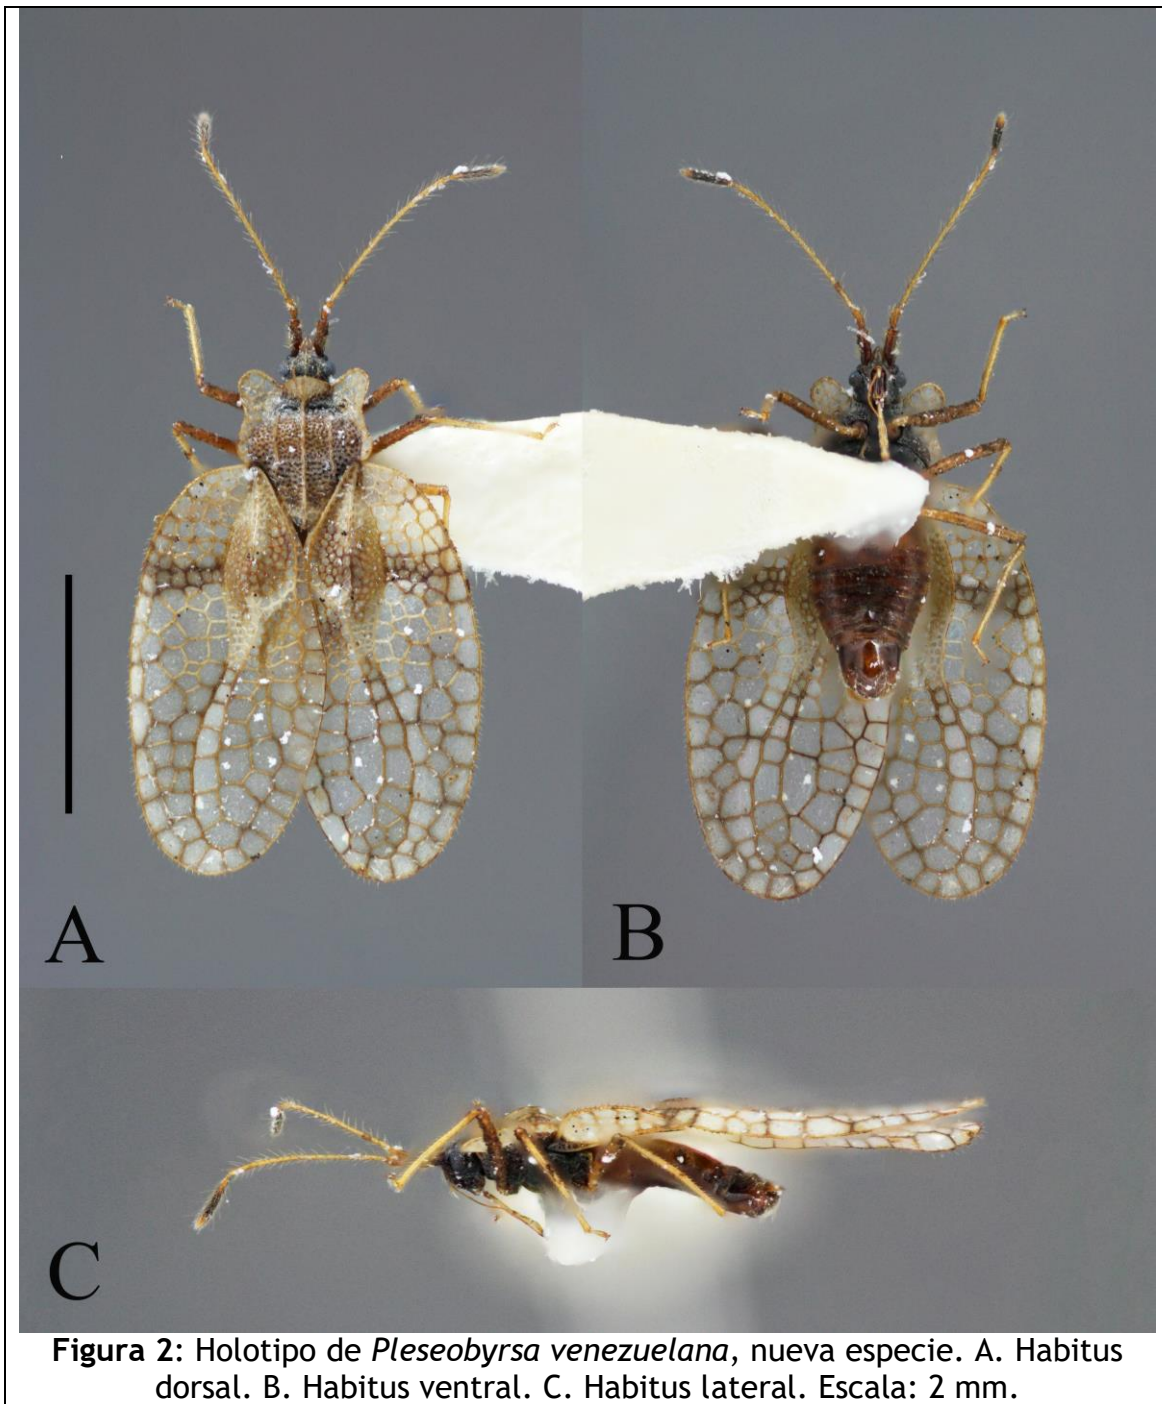 A
B
C
Figura 2: Holotipo de Pleseobyrsa venezuelana, nueva especie. A. Habitus
dorsal. B. Habitus ventral. C. Habitus lateral. Escala: 2 mm.